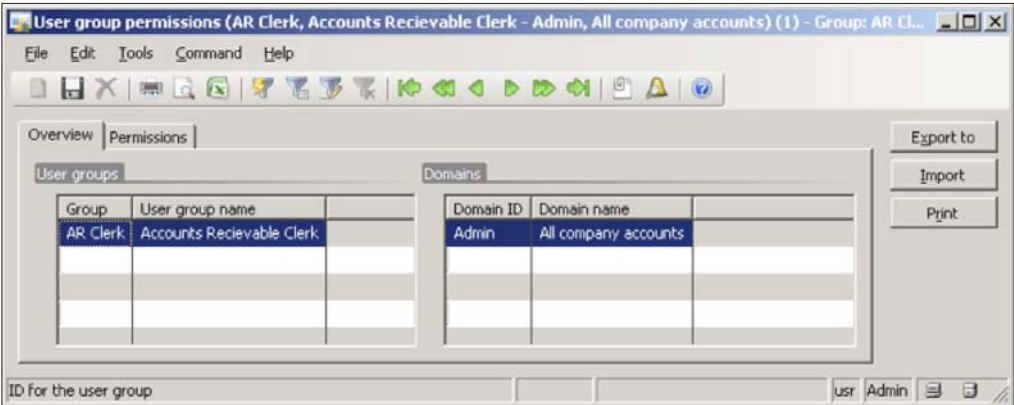 User group permissions (AR Clerk, Accounts Recievable Clerk - Admin, All company accounts) (1) - Group: AR Cl...
File Edit Tools Command Help
Overview Permissions
Export to
User groups Domains
Import
Group User group name Domain ID Domain name
Print
AR Clerk Accounts Recievable Clerk Admin All company accounts
ID for the user group usr Admin